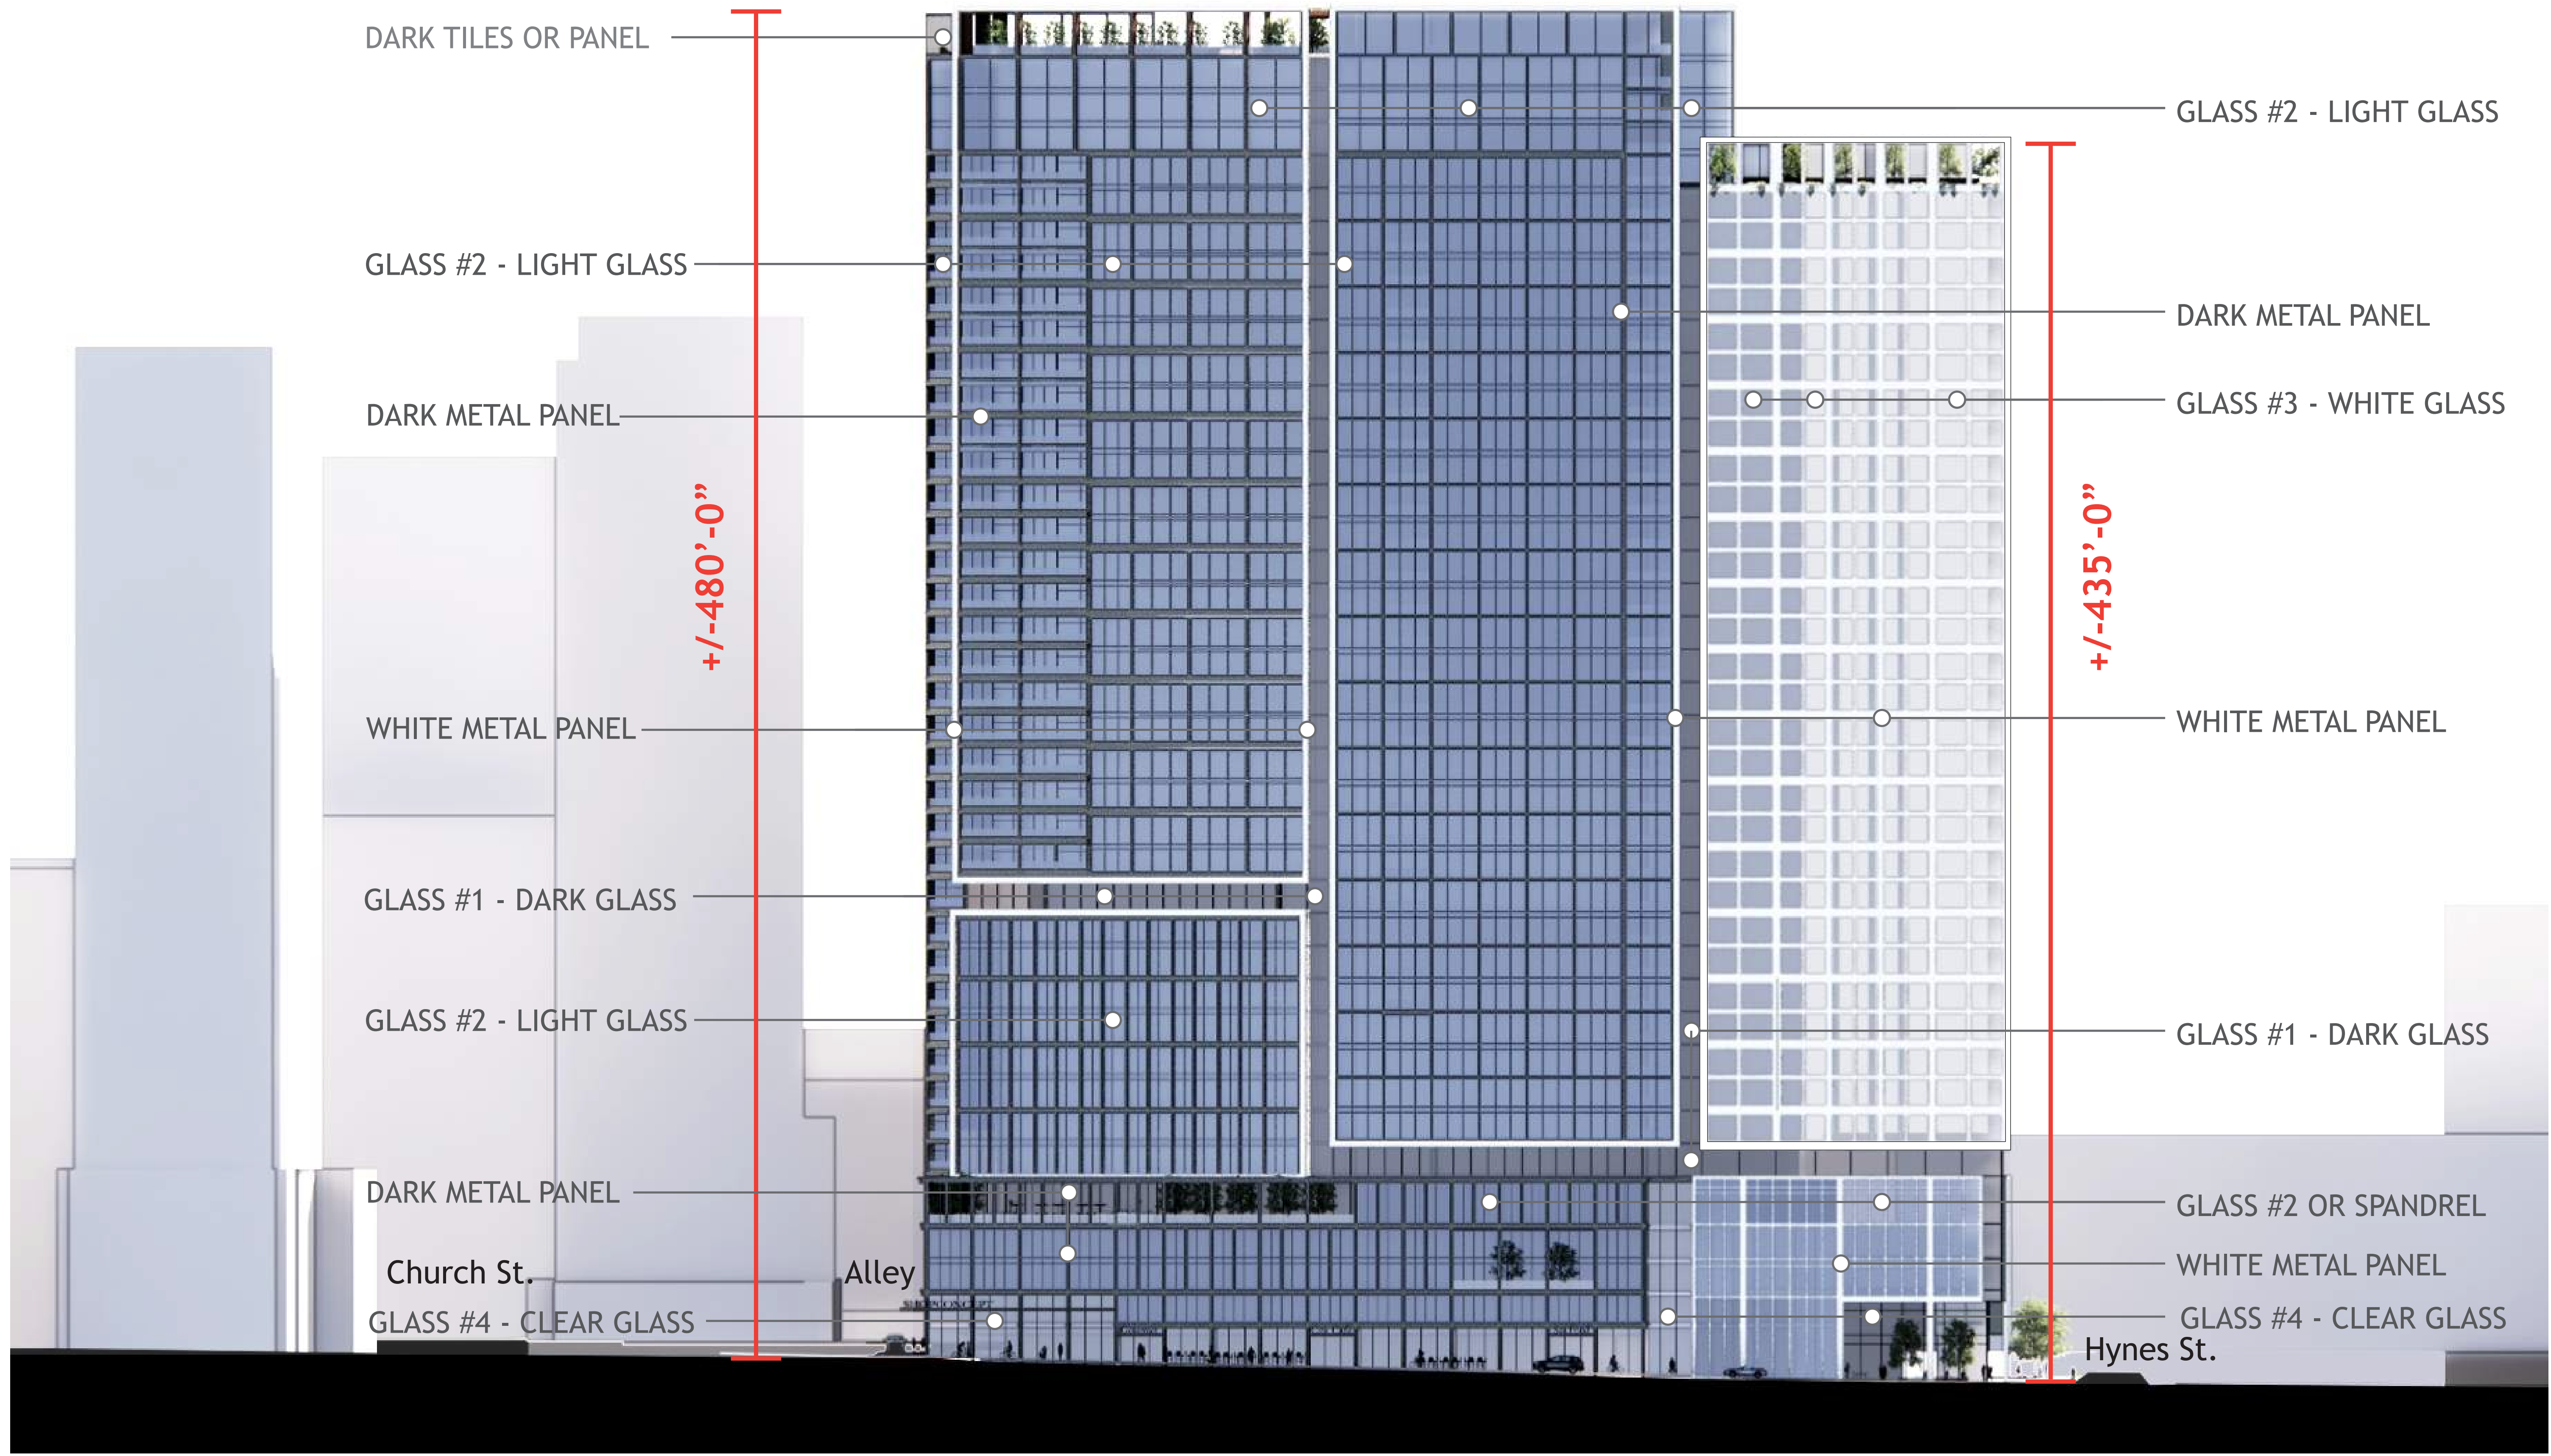 DARK TILES OR PANEL
GLASS #2 - LIGHT GLASS
GLASS #2 - LIGHT GLASS
DARK METAL PANEL
DARK METAL PANEL
GLASS #3 - WHITE GLASS
+/-480’-0”
+/-435’-0”
WHITE METAL PANEL
WHITE METAL PANEL
GLASS #1 - DARK GLASS
GLASS #2 - LIGHT GLASS
GLASS #1 - DARK GLASS
DARK METAL PANEL
GLASS #2 OR SPANDREL
Church St.
Alley
WHITE METAL PANEL
SHOPCONCEPT
GLASS #4 - CLEAR GLASS
GLASS #4 - CLEAR GLASS
Hynes St.